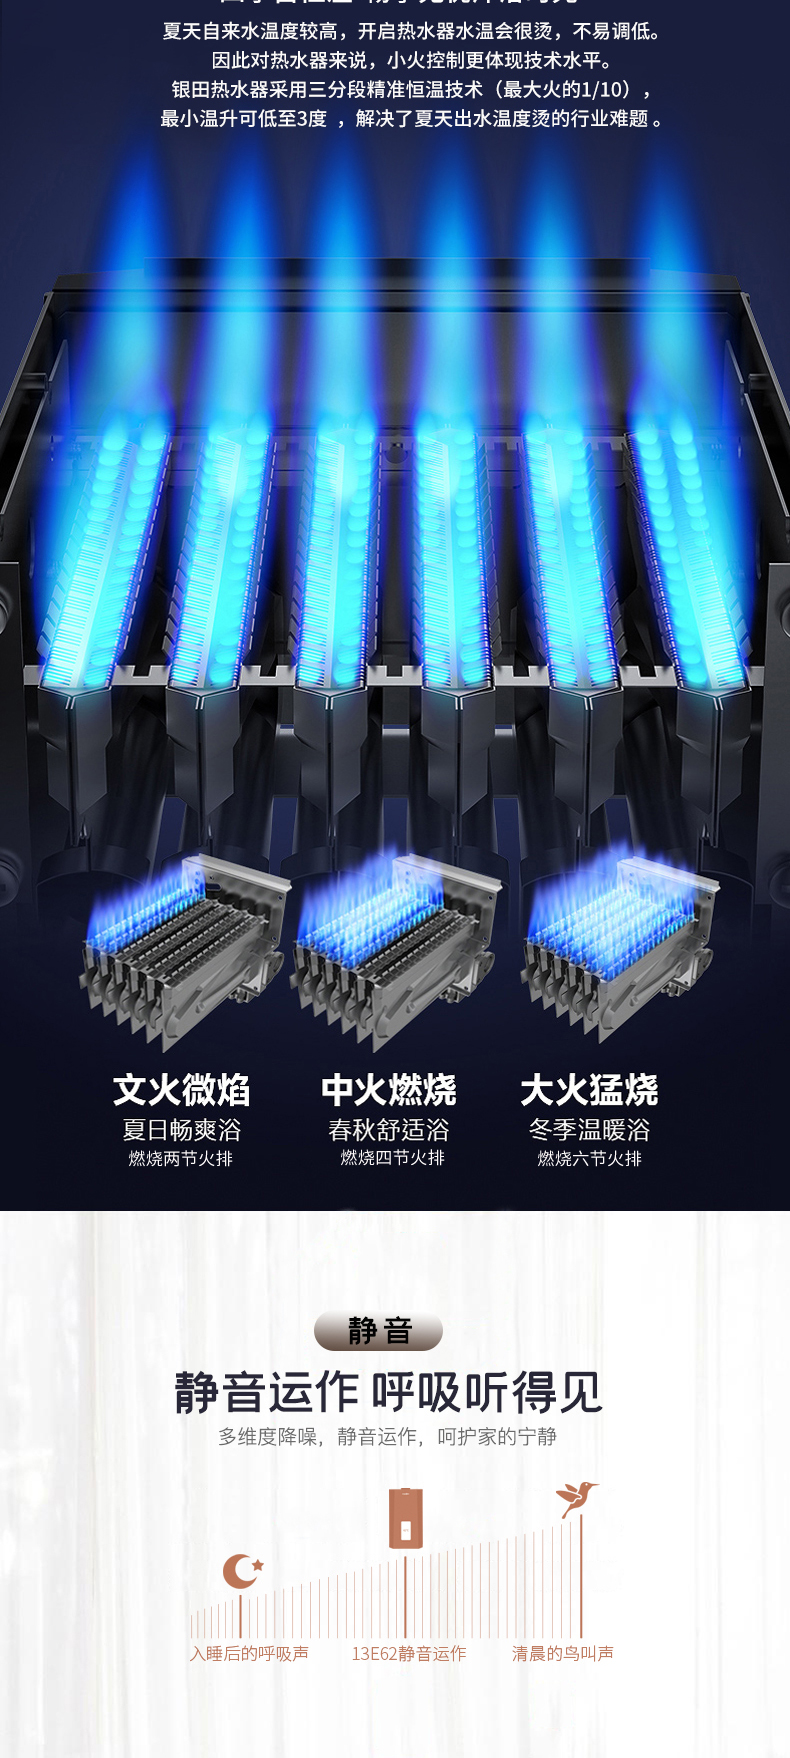 夏天自来水温度较高，开启热水器水温会很烫，不易调低。
因此对热水器来说，小火控制更体现技术水平。
银田热水器采用三分段精准恒温技术（最大火的1/10），
最小温升可低至3度 ，解决了夏天出水温度烫的行业难题 。
文火微焰 中火燃烧 大火猛烧
夏日畅爽浴 春秋舒适浴 冬季温暖浴
燃烧两节火排 燃烧四节火排 燃烧六节火排
静音
静音运作 呼吸听得见
多维度降噪，静音运作，呵护家的宁静
入睡后的呼吸声 13E62静音运作 清晨的鸟叫声